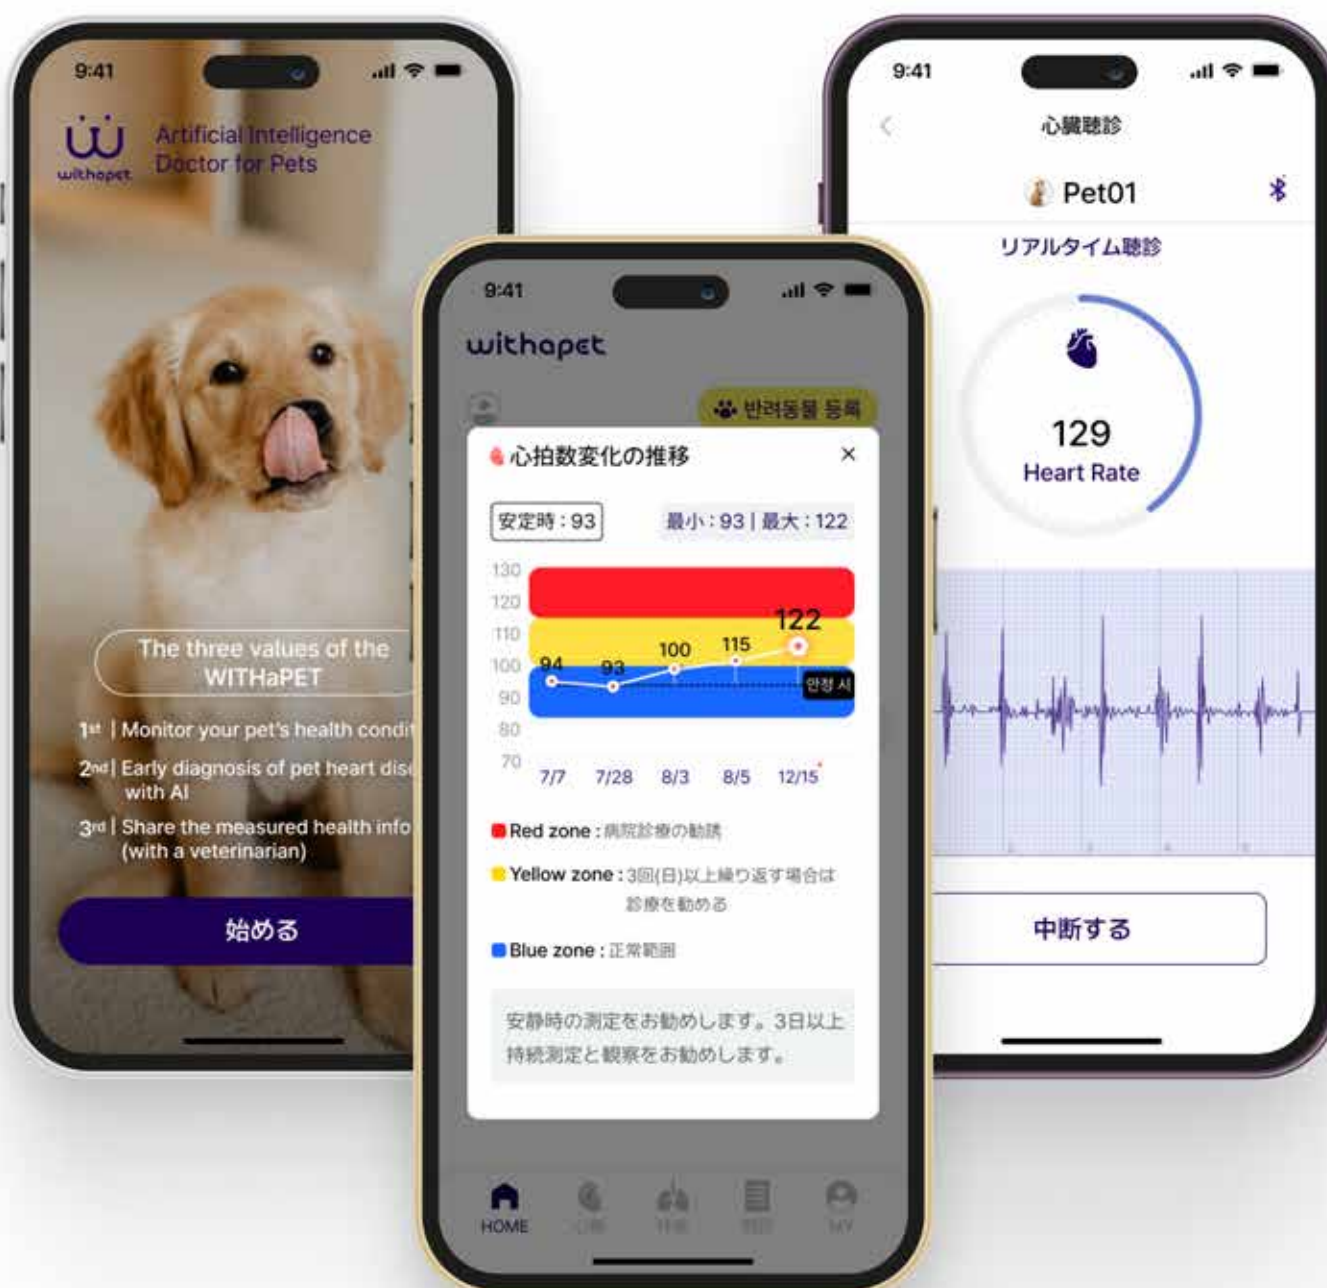 9:41
withapet
Artificial Intelligence
Doctor for Pets
The three values of the
WITHaPET
1st | Monitor your pet's health condit
2nd | Early diagnosis of pet heart dise
with AI
3rd | Share the measured health info
(with a veterinarian)
始める
9:41
withapet
반려동물 등록
心拍数変化の推移 ×
安定時：93
最小：93 | 最大：122
130
120
110
100
90
80
70
94
93
100
115
122
안정 시
7/7 7/28 8/3 8/5 12/15
Red zone : 病院診療の勧誘
Yellow zone : 3回(日)以上繰り返す場合は
診療を勧める
Blue zone : 正常範囲
安静時の測定をお勧めします。3日以上
持続測定と観察をお勧めします。
HOME
MY
9:41
心臓聴診
Pet01
リアルタイム聴診
129
Heart Rate
中断する